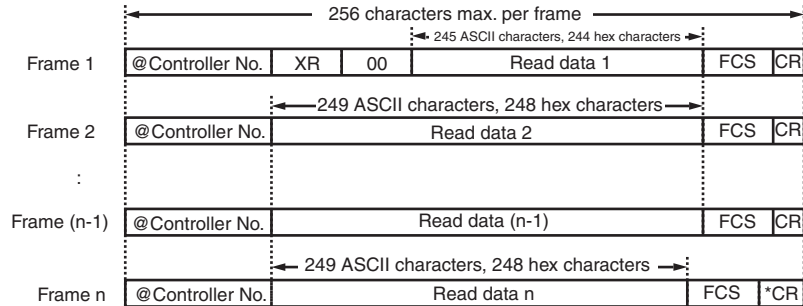 256 characters max. per frame
245 ASCII characters, 244 hex characters
Frame 1 @Controller No. XR 00 Read data 1 FCS CR
249 ASCII characters, 248 hex characters
Frame 2 @Controller No. Read data 2 FCS CR
:
Frame (n-1) @Controller No. Read data (n-1) FCS CR
249 ASCII characters, 248 hex characters
Frame n @Controller No. Read data n FCS *CR